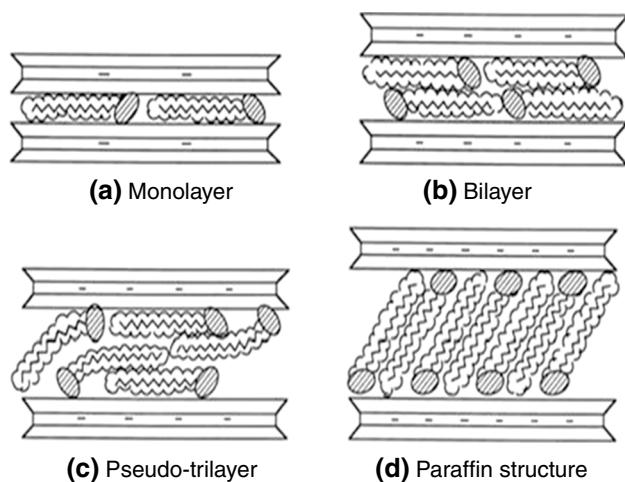 (a) Monolayer
(b) Bilayer
(c) Pseudo-trilayer
(d) Paraffin structure